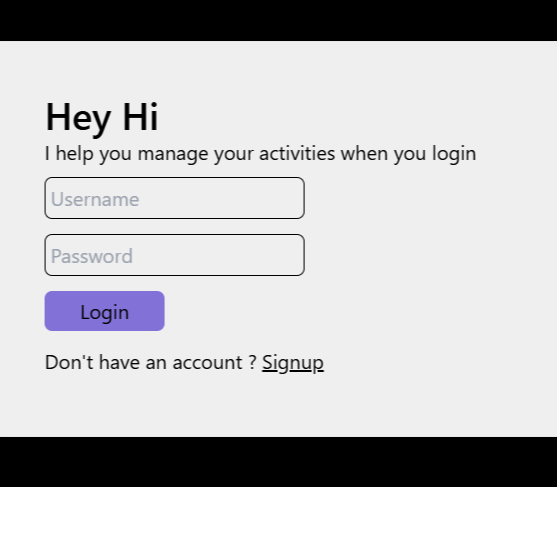 Hey Hi
I help you manage your activities when you login
Username
Password
Login
Don't have an account ? Signup